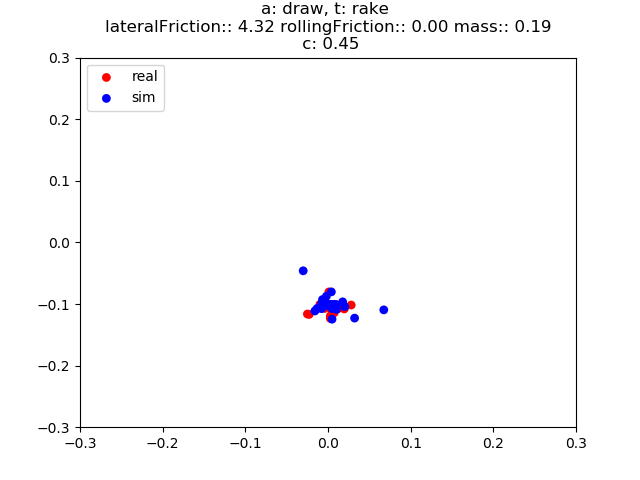 a: draw, t: rake
lateralFriction:: 4.32 rollingFriction:: 0.00 mass:: 0.19
c: 0.45
real
sim
0.3
0.2
0.1
0.0
−0.1
−0.2
−0.3
−0.3 −0.2 −0.1 0.0 0.1 0.2 0.3